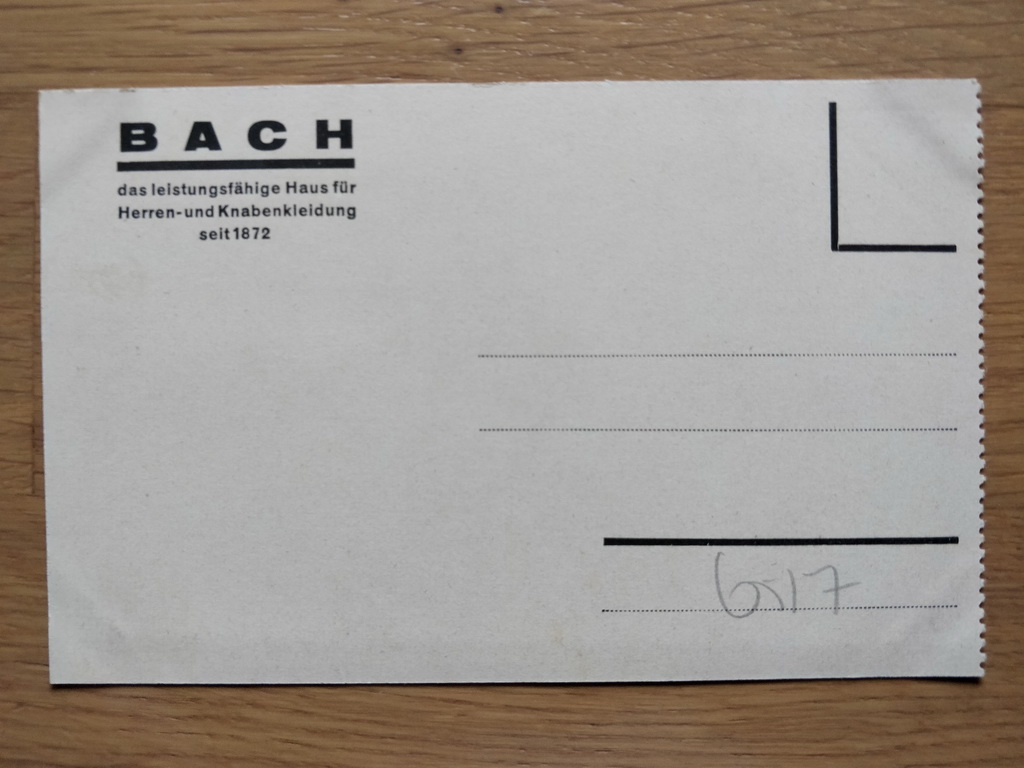 BACH
das leistungsfähige Haus für
Herren- und Knabenkleidung
seit 1872
6517